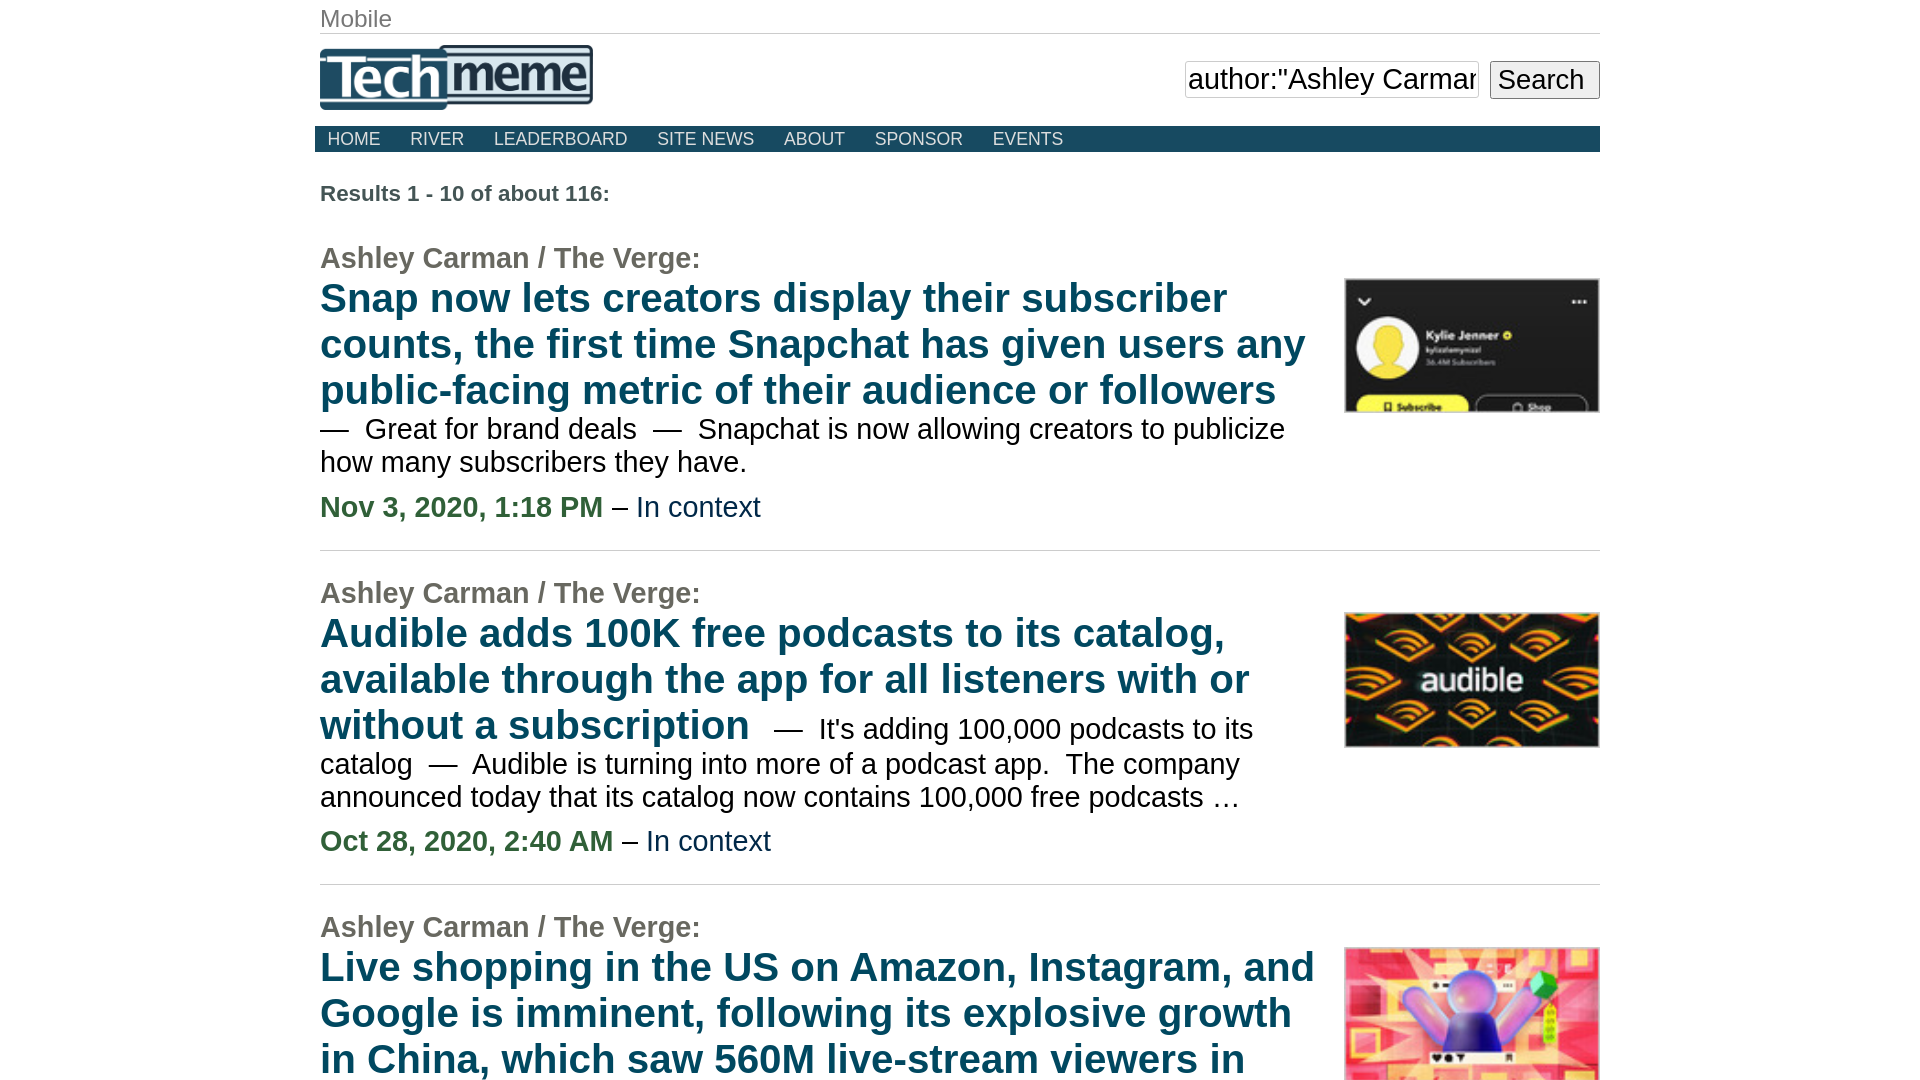 Mobile
Techmeme
author:"Ashley Carman
Search
HOME RIVER LEADERBOARD SITE NEWS ABOUT SPONSOR EVENTS
Results 1 - 10 of about 116:
Ashley Carman / The Verge:
Snap now lets creators display their subscriber
counts, the first time Snapchat has given users any
public-facing metric of their audience or followers
— Great for brand deals — Snapchat is now allowing creators to publicize
how many subscribers they have.
Nov 3, 2020, 1:18 PM – In context
Kylie Jenner
kylizzlemynizzl
36.4M Subscribers
Subscribe
Shop
Ashley Carman / The Verge:
Audible adds 100K free podcasts to its catalog,
available through the app for all listeners with or
without a subscription — It's adding 100,000 podcasts to its
catalog — Audible is turning into more of a podcast app. The company
announced today that its catalog now contains 100,000 free podcasts …
Oct 28, 2020, 2:40 AM – In context
audible
Ashley Carman / The Verge:
Live shopping in the US on Amazon, Instagram, and
Google is imminent, following its explosive growth
in China, which saw 560M live-stream viewers in